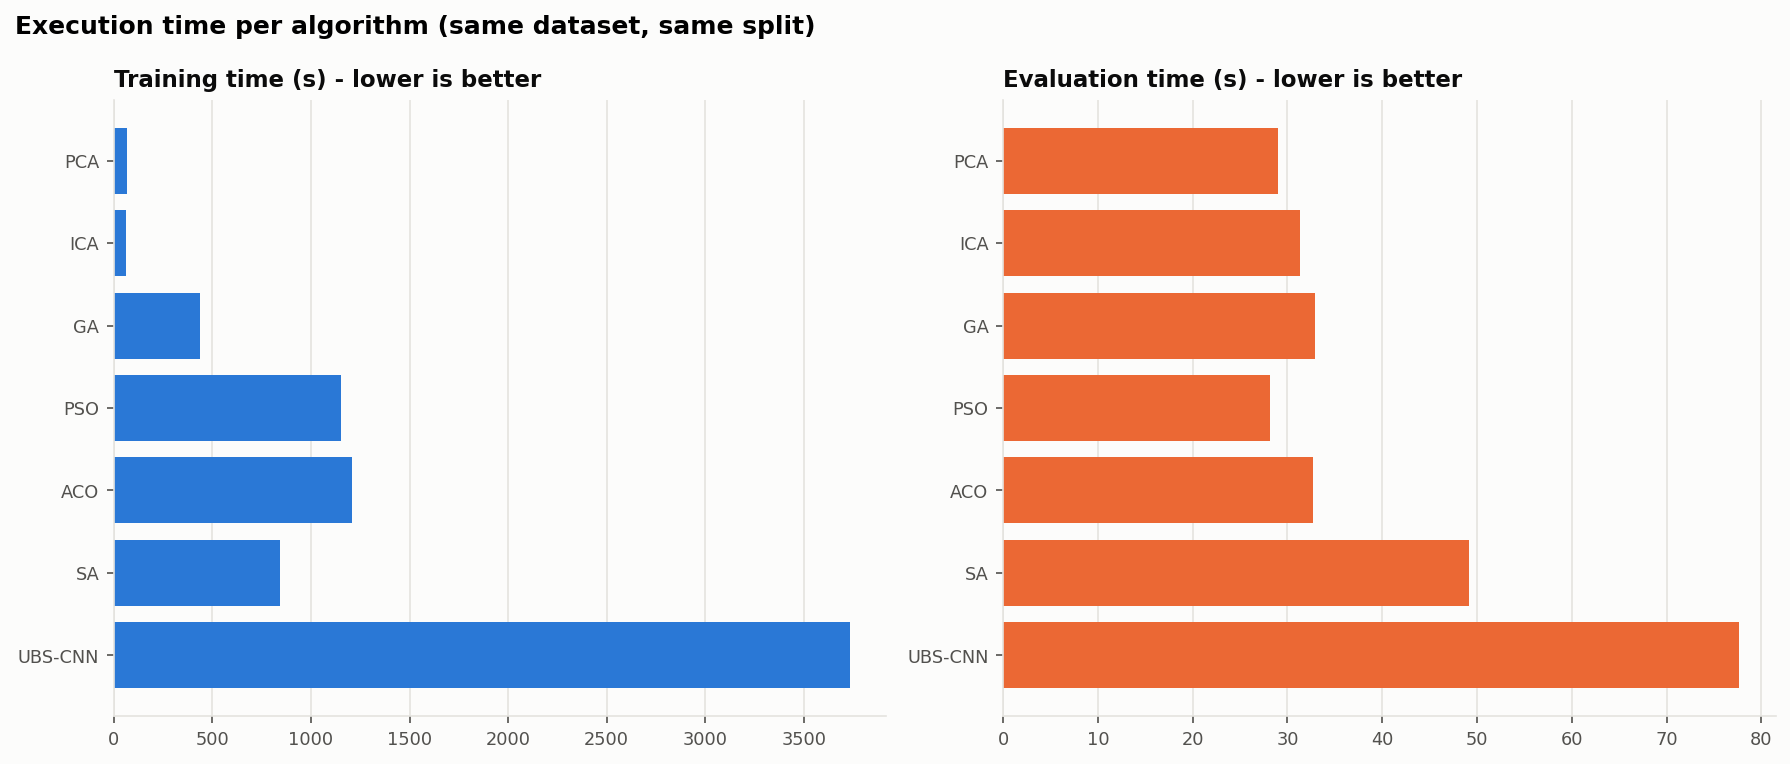 Execution time per algorithm (same dataset, same split)
Training time (s) - lower is better
PCA
ICA
GA
PSO
ACO
SA
UBS-CNN
0 500 1000 1500 2000 2500 3000 3500
Evaluation time (s) - lower is better
PCA
ICA
GA
PSO
ACO
SA
UBS-CNN
0 10 20 30 40 50 60 70 80